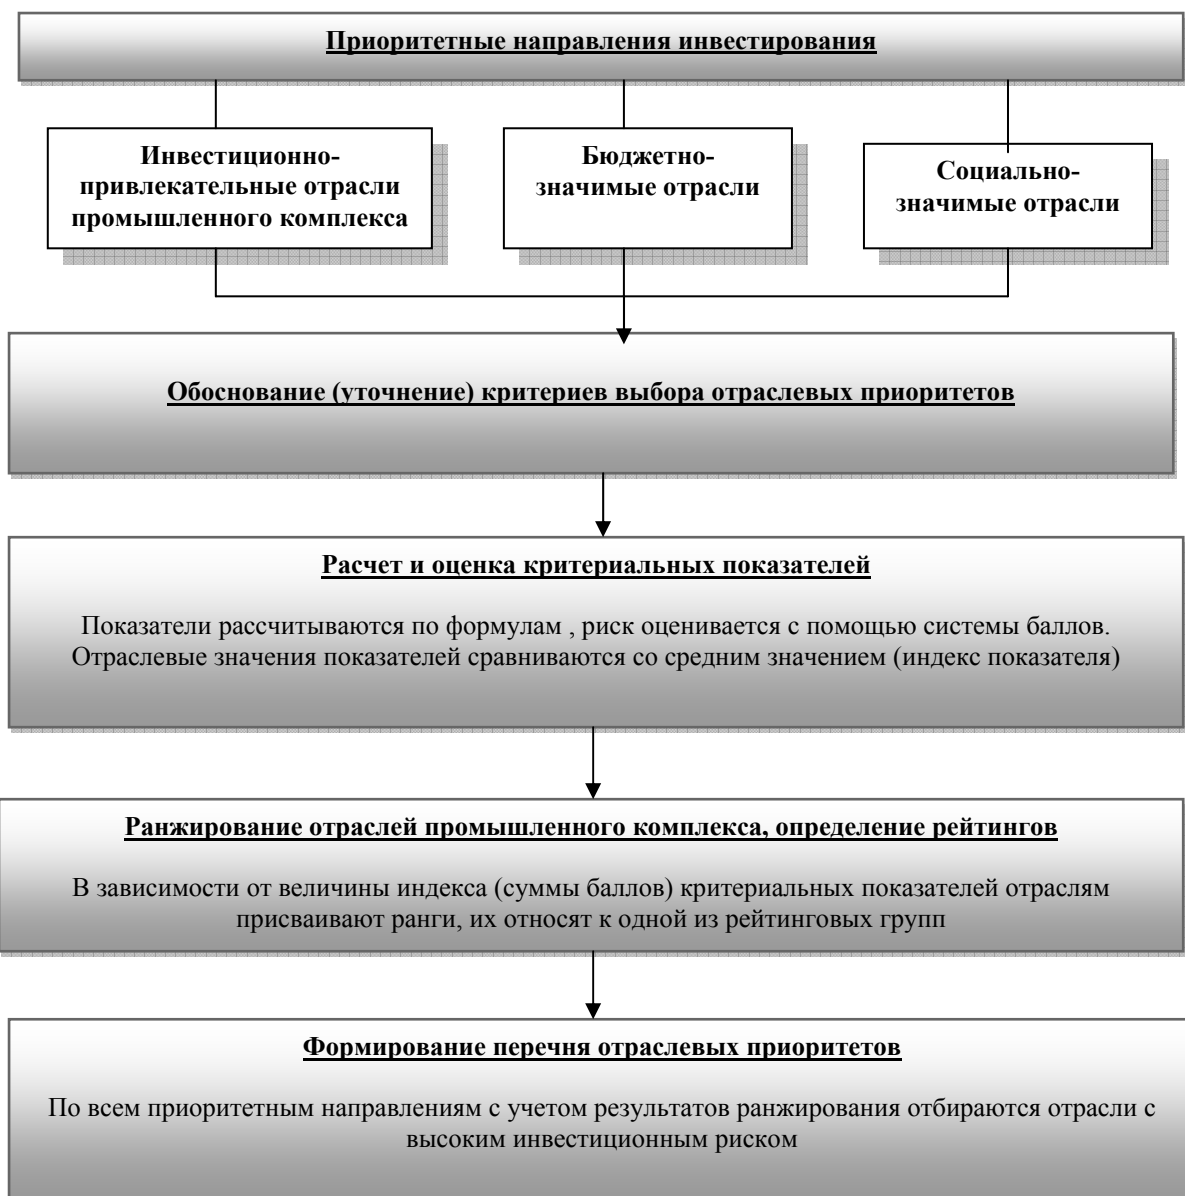 Приоритетные направления инвестирования
Инвестиционно-
привлекательные отрасли
промышленного комплекса
Бюджетно-
значимые отрасли
Социально-
значимые отрасли
Обоснование (уточнение) критериев выбора отраслевых приоритетов
Расчет и оценка критериальных показателей
Показатели рассчитываются по формулам , риск оценивается с помощью системы баллов.
Отраслевые значения показателей сравниваются со средним значением (индекс показателя)
Ранжирование отраслей промышленного комплекса, определение рейтингов
В зависимости от величины индекса (суммы баллов) критериальных показателей отраслям
присваивают ранги, их относят к одной из рейтинговых групп
Формирование перечня отраслевых приоритетов
По всем приоритетным направлениям с учетом результатов ранжирования отбираются отрасли с
высоким инвестиционным риском